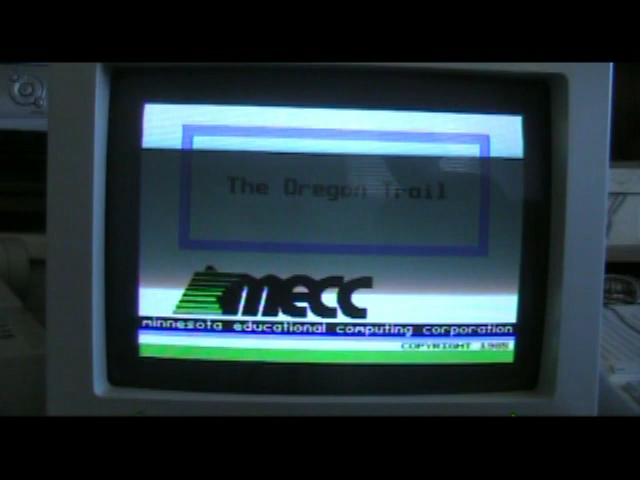 The Oregon Trail
mecc
minnesota educational computing corporation
COPYRIGHT 1985